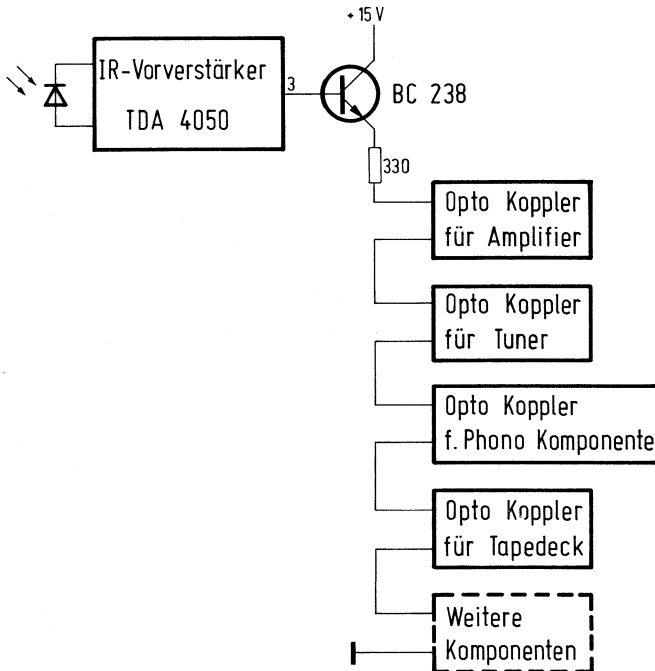 +15V
IR-Vorverstärker
TDA 4050
3
BC 238
330
Opto Koppler
für Amplifier
Opto Koppler
für Tuner
Opto Koppler
f. Phono Komponente
Opto Koppler
für Tapedeck
Weitere
Komponenten